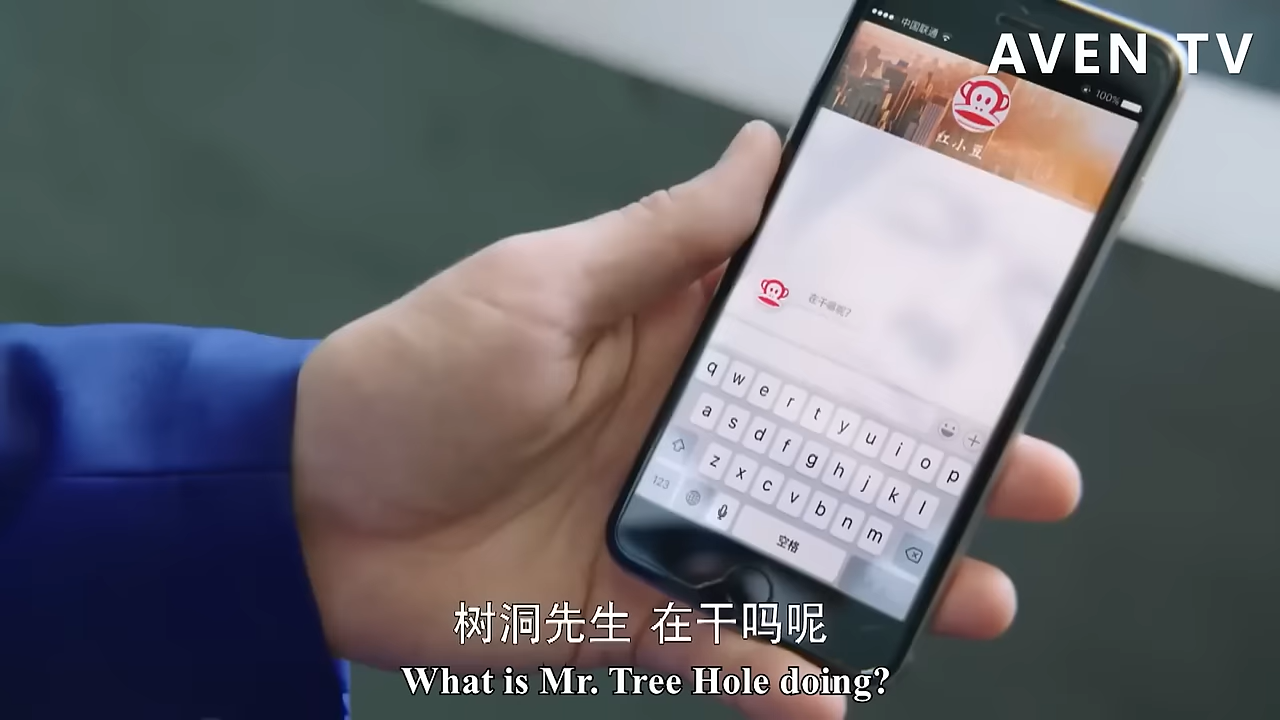 中国联通
AVEN TV
100%
红小豆
在干嘛呢?
q w e r t y u i o p
a s d f g h j k l
z x c v b n m
123
空格
树洞先生 在干吗呢
What is Mr. Tree Hole doing?